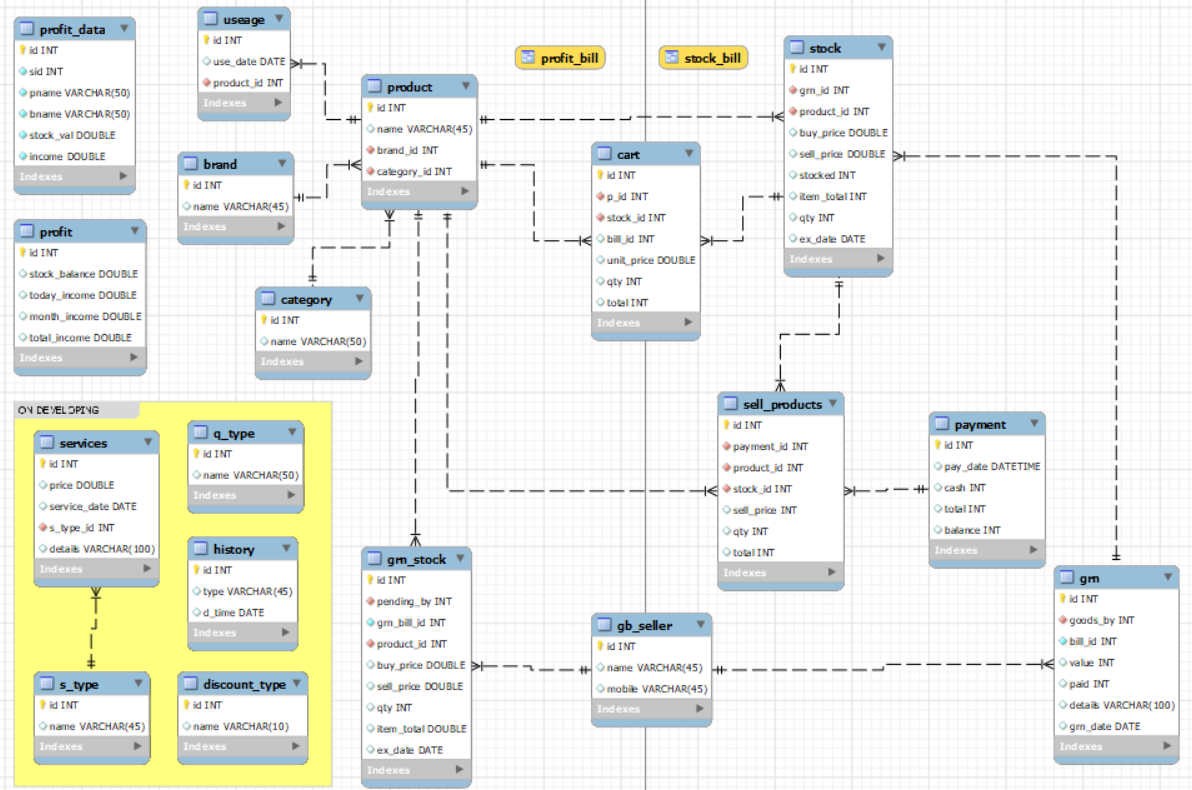 profit_data
id INT
sid INT
pname VARCHAR(50)
bname VARCHAR(50)
stock_val DOUBLE
income DOUBLE
Indexes
useage
id INT
use_date DATE
product_id INT
Indexes
profit_bill
stock_bill
product
id INT
name VARCHAR(45)
brand_id INT
category_id INT
Indexes
stock
id INT
grn_id INT
product_id INT
buy_price DOUBLE
sell_price DOUBLE
stocked INT
item_total INT
qty INT
ex_date DATE
Indexes
brand
id INT
name VARCHAR(45)
Indexes
cart
id INT
p_id INT
stock_id INT
bill_id INT
unit_price DOUBLE
qty INT
total INT
Indexes
profit
id INT
stock_balance DOUBLE
today_income DOUBLE
month_income DOUBLE
total_income DOUBLE
Indexes
category
id INT
name VARCHAR(50)
Indexes
ON DEVELOPING
services
id INT
price DOUBLE
service_date DATE
s_type_id INT
details VARCHAR(100)
Indexes
q_type
id INT
name VARCHAR(50)
Indexes
history
id INT
type VARCHAR(45)
d_time DATE
Indexes
s_type
id INT
name VARCHAR(45)
Indexes
discount_type
id INT
name VARCHAR(10)
Indexes
grn_stock
id INT
pending_by INT
grn_bill_id INT
product_id INT
buy_price DOUBLE
sell_price DOUBLE
qty INT
item_total DOUBLE
ex_date DATE
Indexes
sell_products
id INT
payment_id INT
product_id INT
stock_id INT
sell_price INT
qty INT
total INT
Indexes
payment
id INT
pay_date DATETIME
cash INT
total INT
balance INT
Indexes
gb_seller
id INT
name VARCHAR(45)
mobile VARCHAR(45)
Indexes
grn
id INT
goods_by INT
bill_id INT
value INT
paid INT
details VARCHAR(100)
grn_date DATE
Indexes